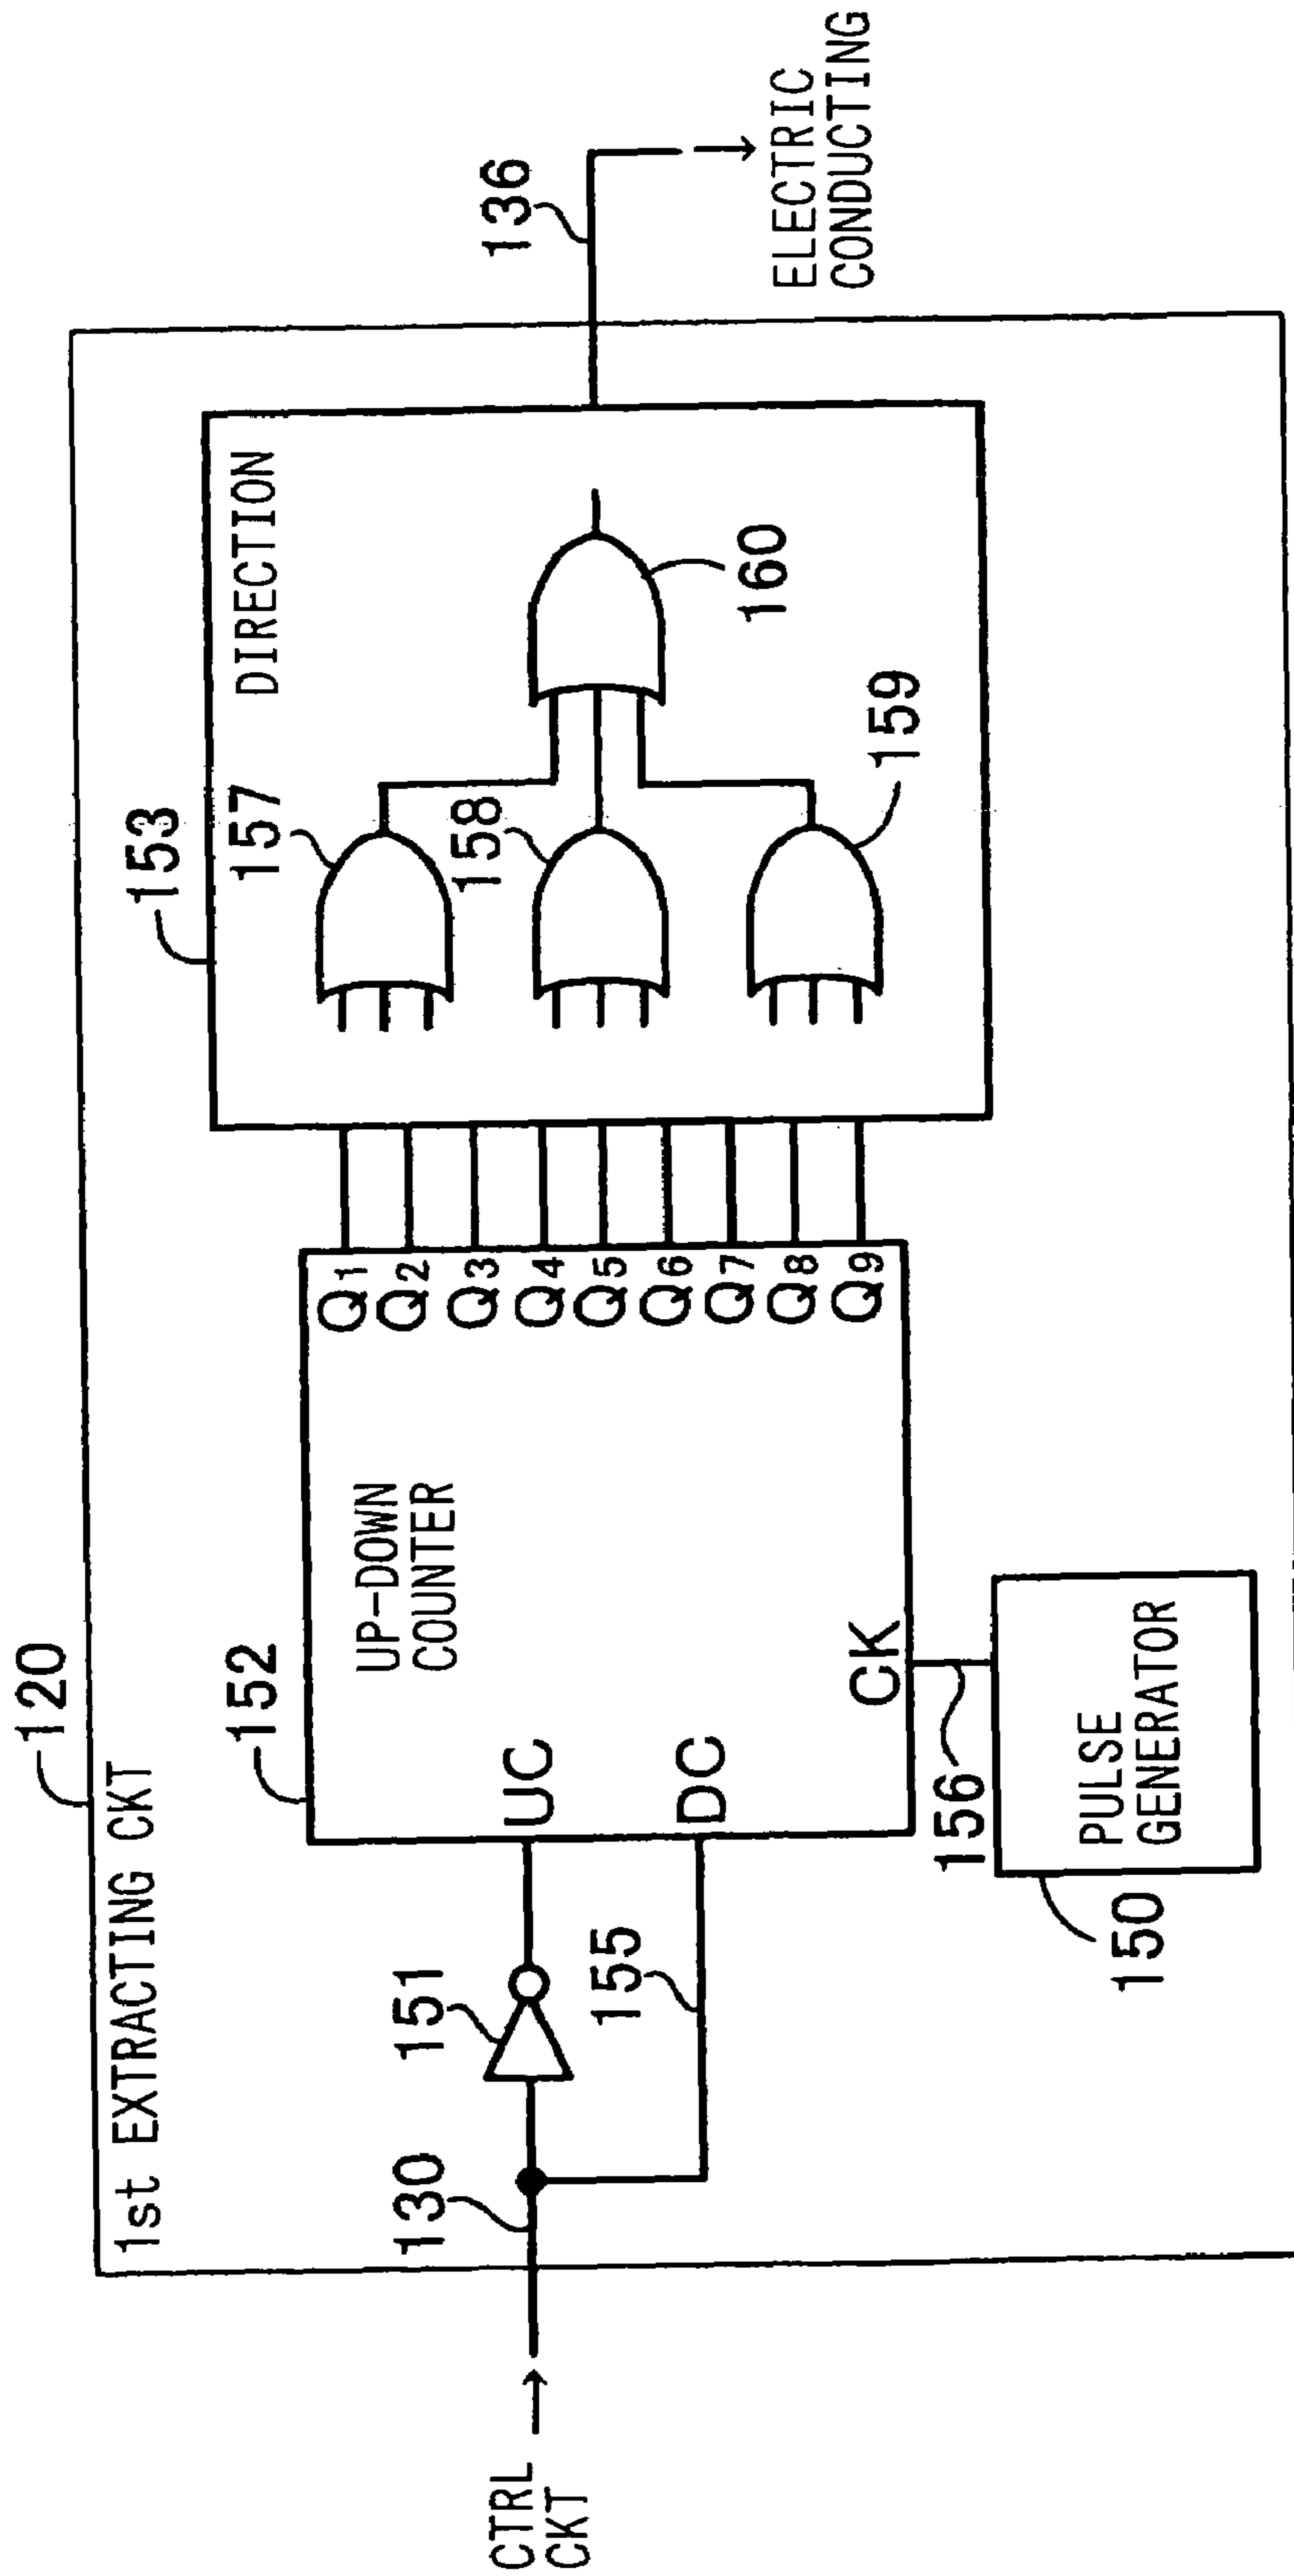 120
1st EXTRACTING CKT
153
DIRECTION
157
158
159
160
136
ELECTRIC
CONDUCTING
152
UP-DOWN
COUNTER
UC
DC
CK
Q1
Q2
Q3
Q4
Q5
Q6
Q7
Q8
Q9
CTRL
CKT
130
151
155
156
150
PULSE
GENERATOR